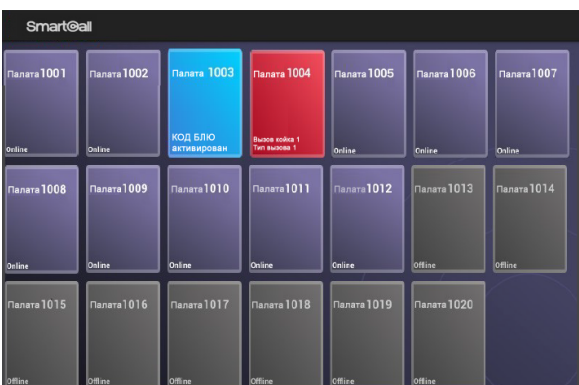 Smart@all
Палата 1001
Палата 1002
Палата 1003
Палата 1004
Палата 1005
Палата 1006
Палата 1007
КОД БЛЮ
активирован
Вызов койка 1
Тип вызова 1
Online
Online
Online
Online
Online
Палата 1008
Палата 1009
Палата 1010
Палата 1011
Палата 1012
Палата 1013
Палата 1014
Online
Online
Online
Online
Online
Offline
Offline
Палата 1015
Палата 1016
Палата 1017
Палата 1018
Палата 1019
Палата 1020
Offline
Offline
Offline
Offline
Offline
Offline